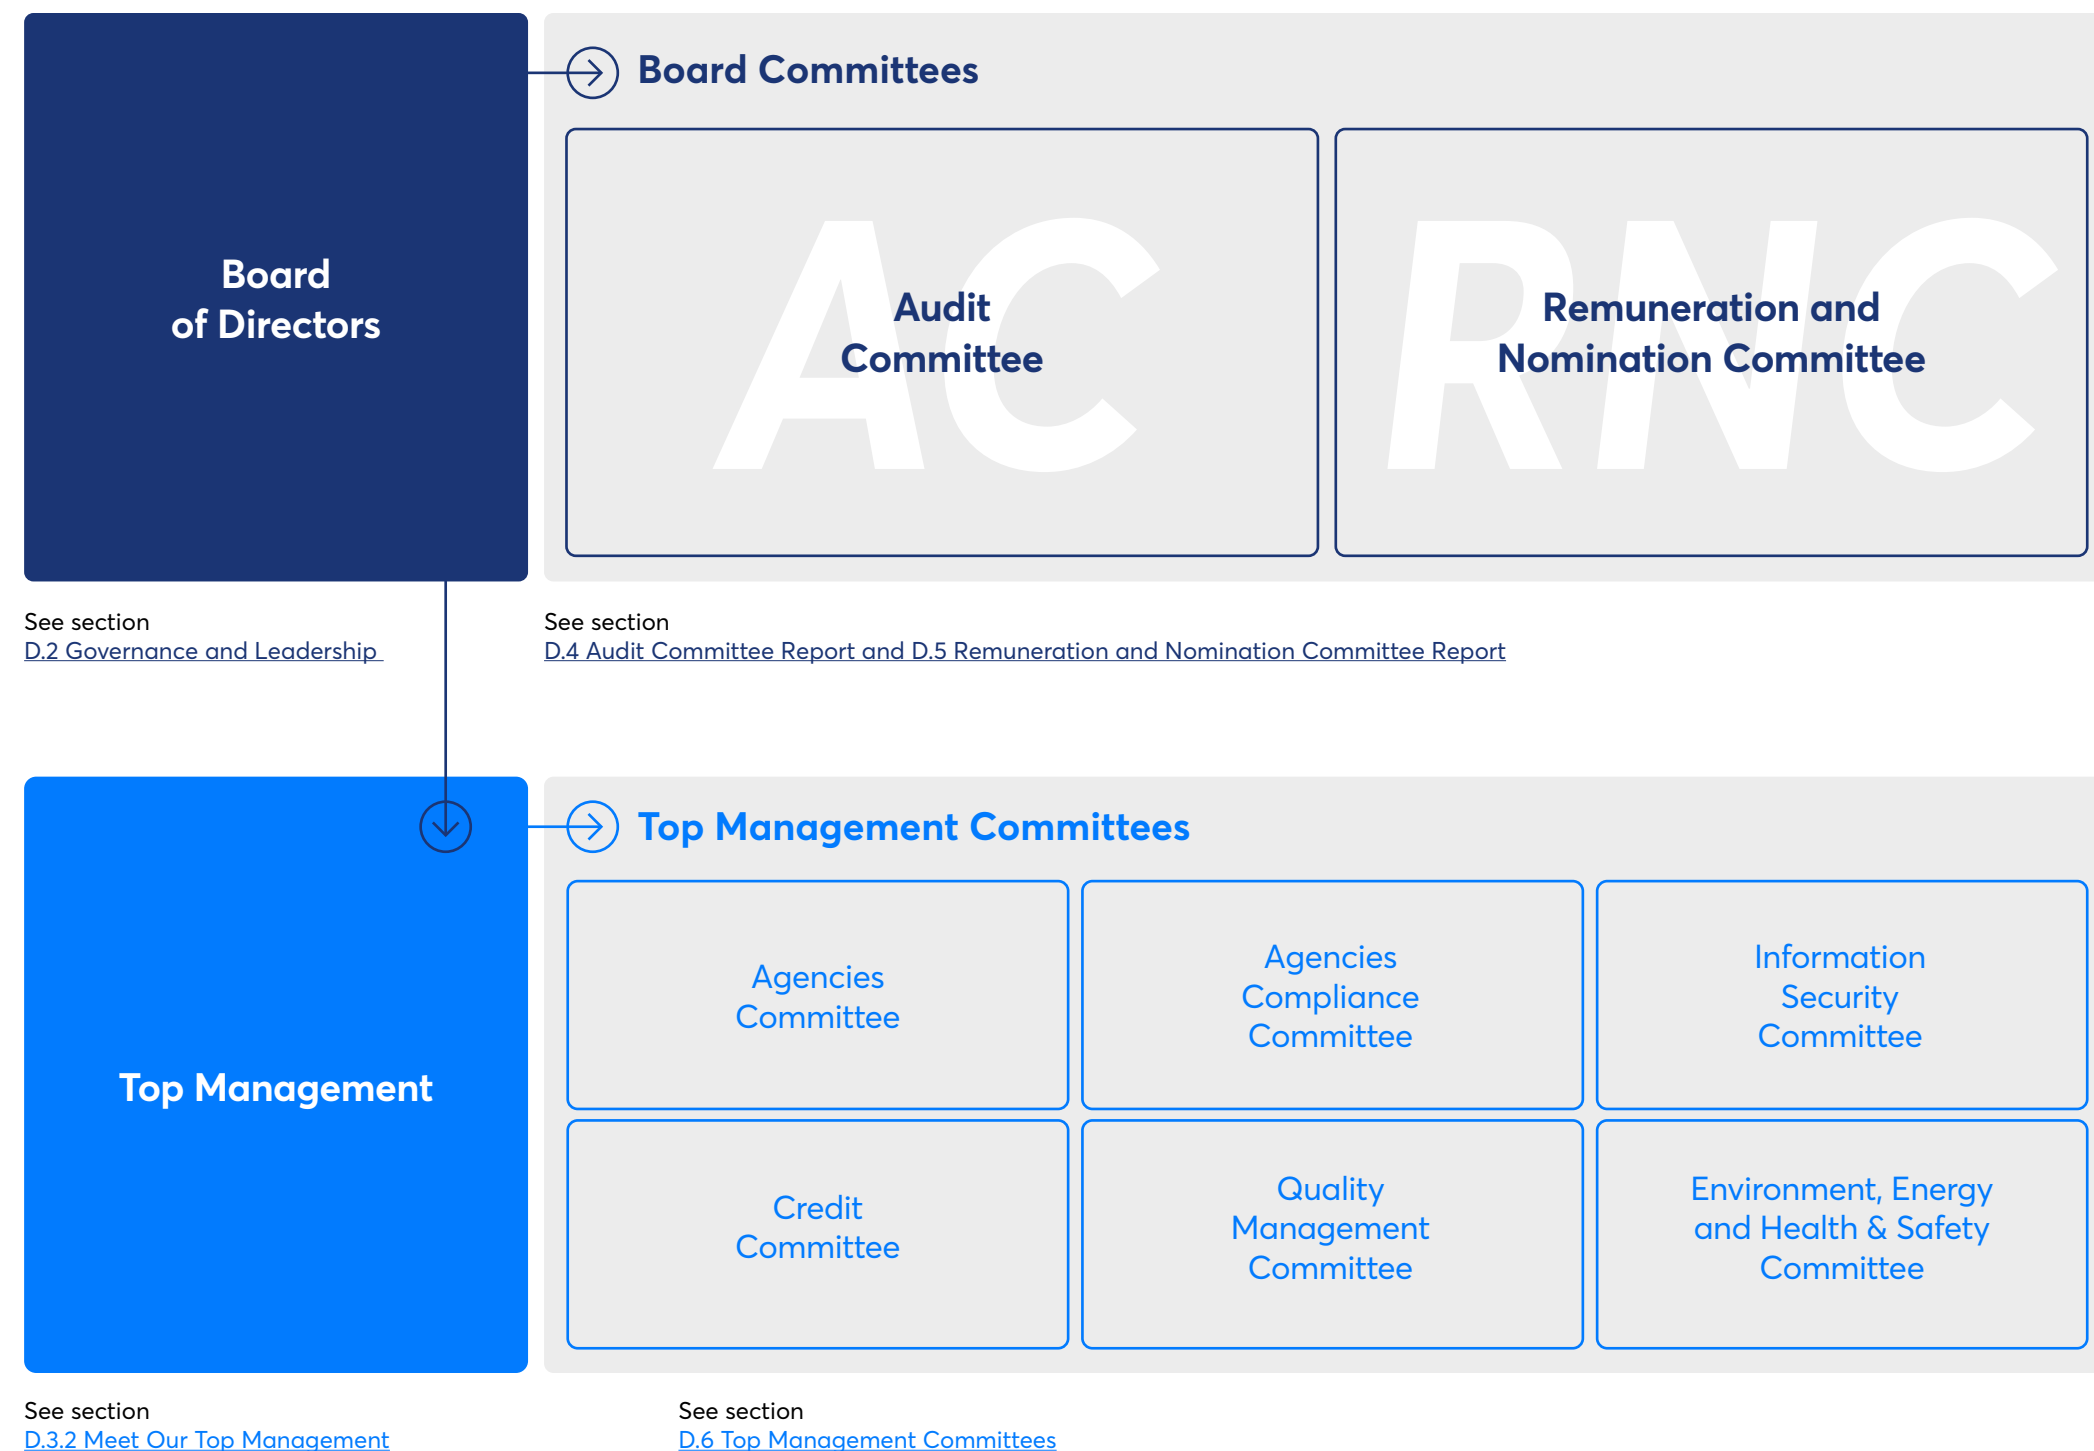 Board
of Directors
Board Committees
AC
Audit
Committee
RNC
Remuneration and
Nomination Committee
See section
D.2 Governance and Leadership
See section
D.4 Audit Committee Report and D.5 Remuneration and Nomination Committee Report
Top Management
Top Management Committees
Agencies
Committee
Agencies
Compliance
Committee
Information
Security
Committee
Credit
Committee
Quality
Management
Committee
Environment, Energy
and Health & Safety
Committee
See section
D.3.2 Meet Our Top Management
See section
D.6 Top Management Committees